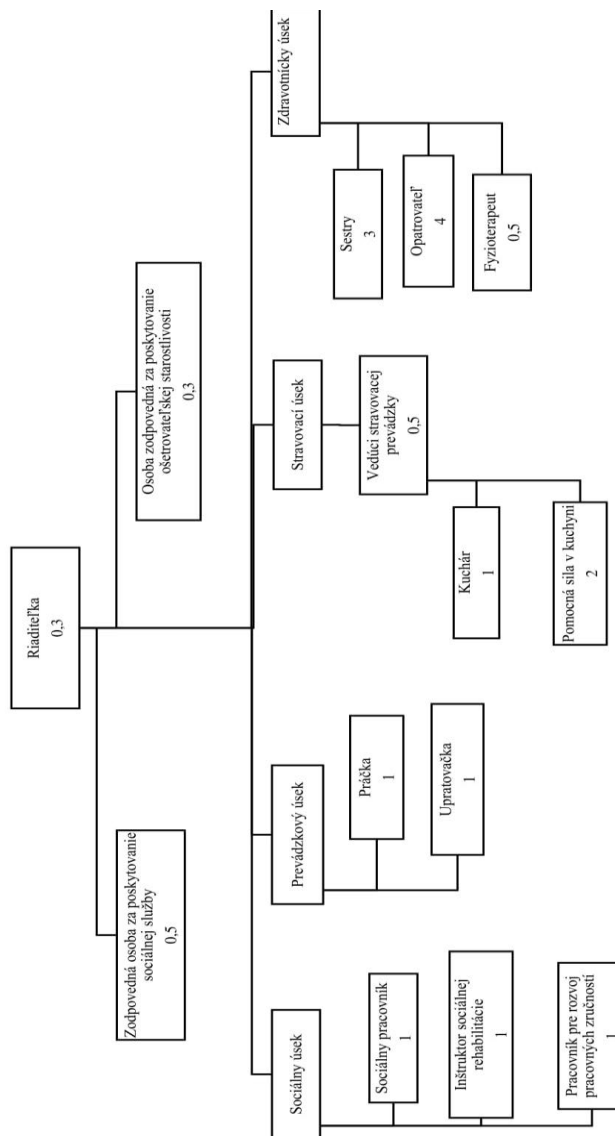 Riaditeľka
0,3
Zodpovedná osoba za poskytovanie
sociálnej služby
0,5
Osoba zodpovedná za poskytovanie
ošetrovateľskej starostlivosti
0,3
Sociálny úsek
Sociálny pracovník
1
Inštruktor sociálnej
rehabilitácie
1
Pracovník pre rozvoj
pracovných zručností
1
Prevádzkový úsek
Práčka
1
Upratovačka
1
Stravovací úsek
Vedúci stravovacej
prevádzky
0,5
Kuchár
1
Pomocná sila v kuchyni
2
Zdravotnícky úsek
Sestry
3
Opatrovateľ
4
Fyzioterapeut
0,5